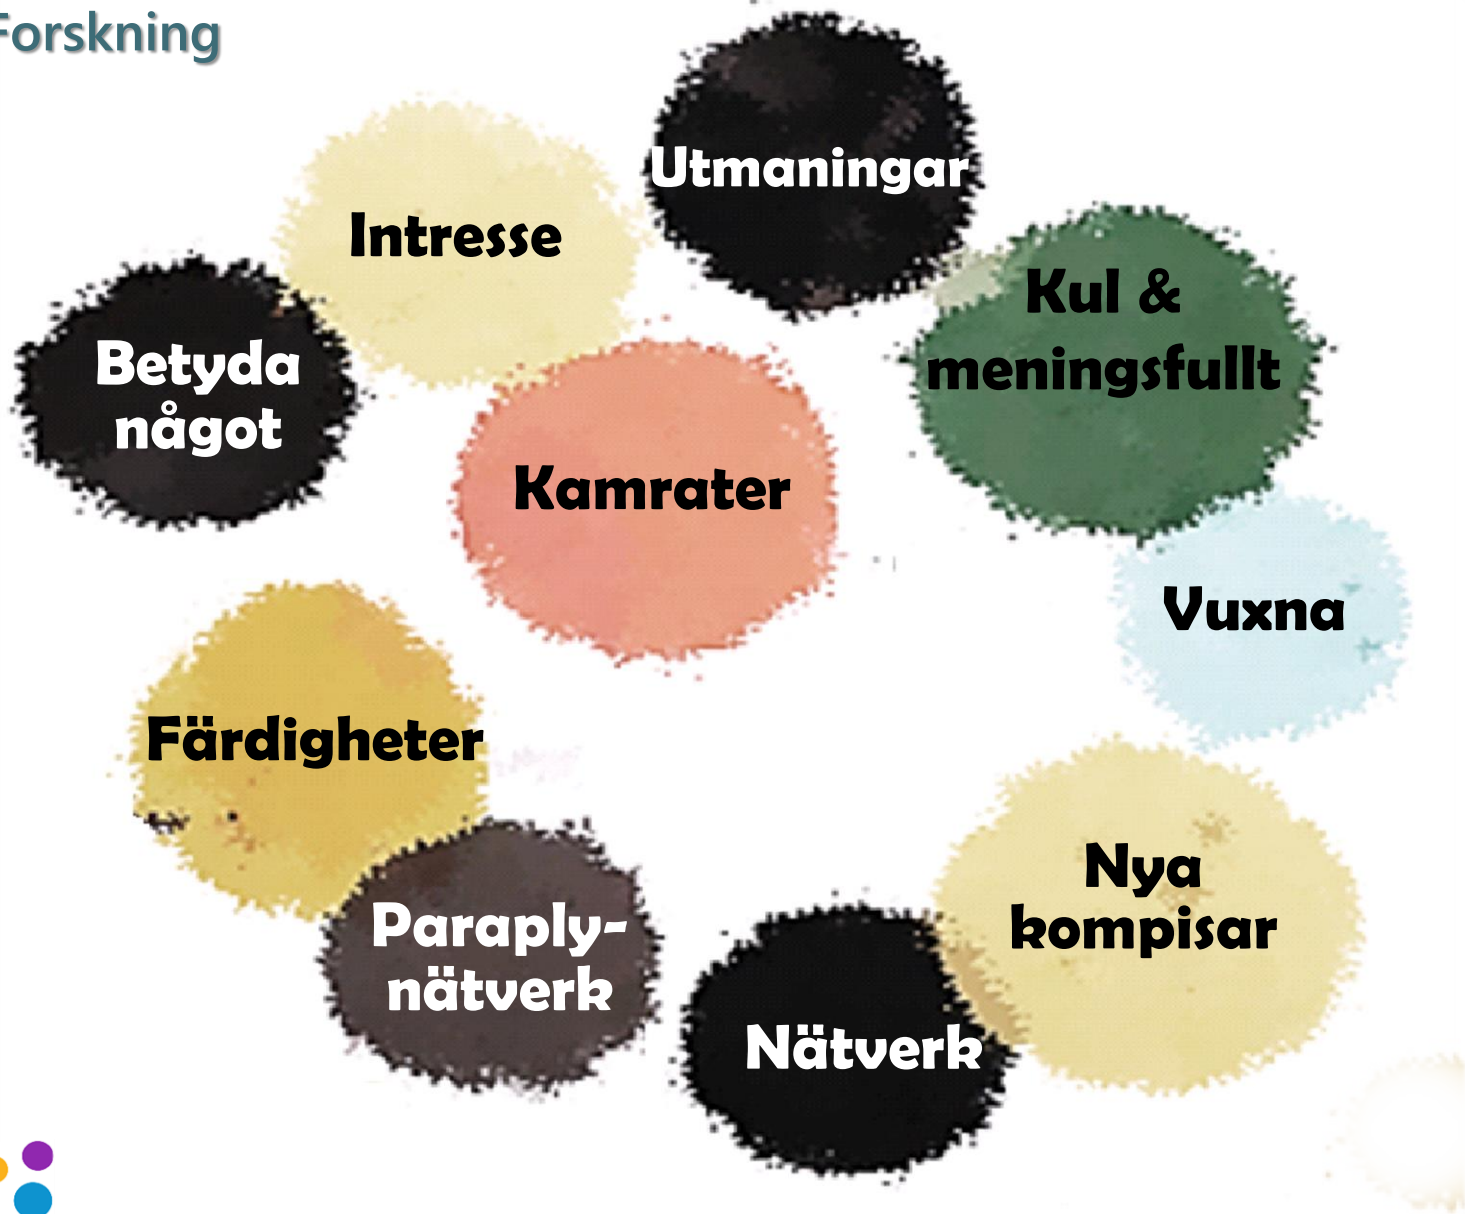 Forskning
Utmaningar
Intresse
Kul &
meningsfullt
Betyda
något
Kamrater
Vuxna
Färdigheter
Nya
kompisar
Paraply-
nätverk
Nätverk